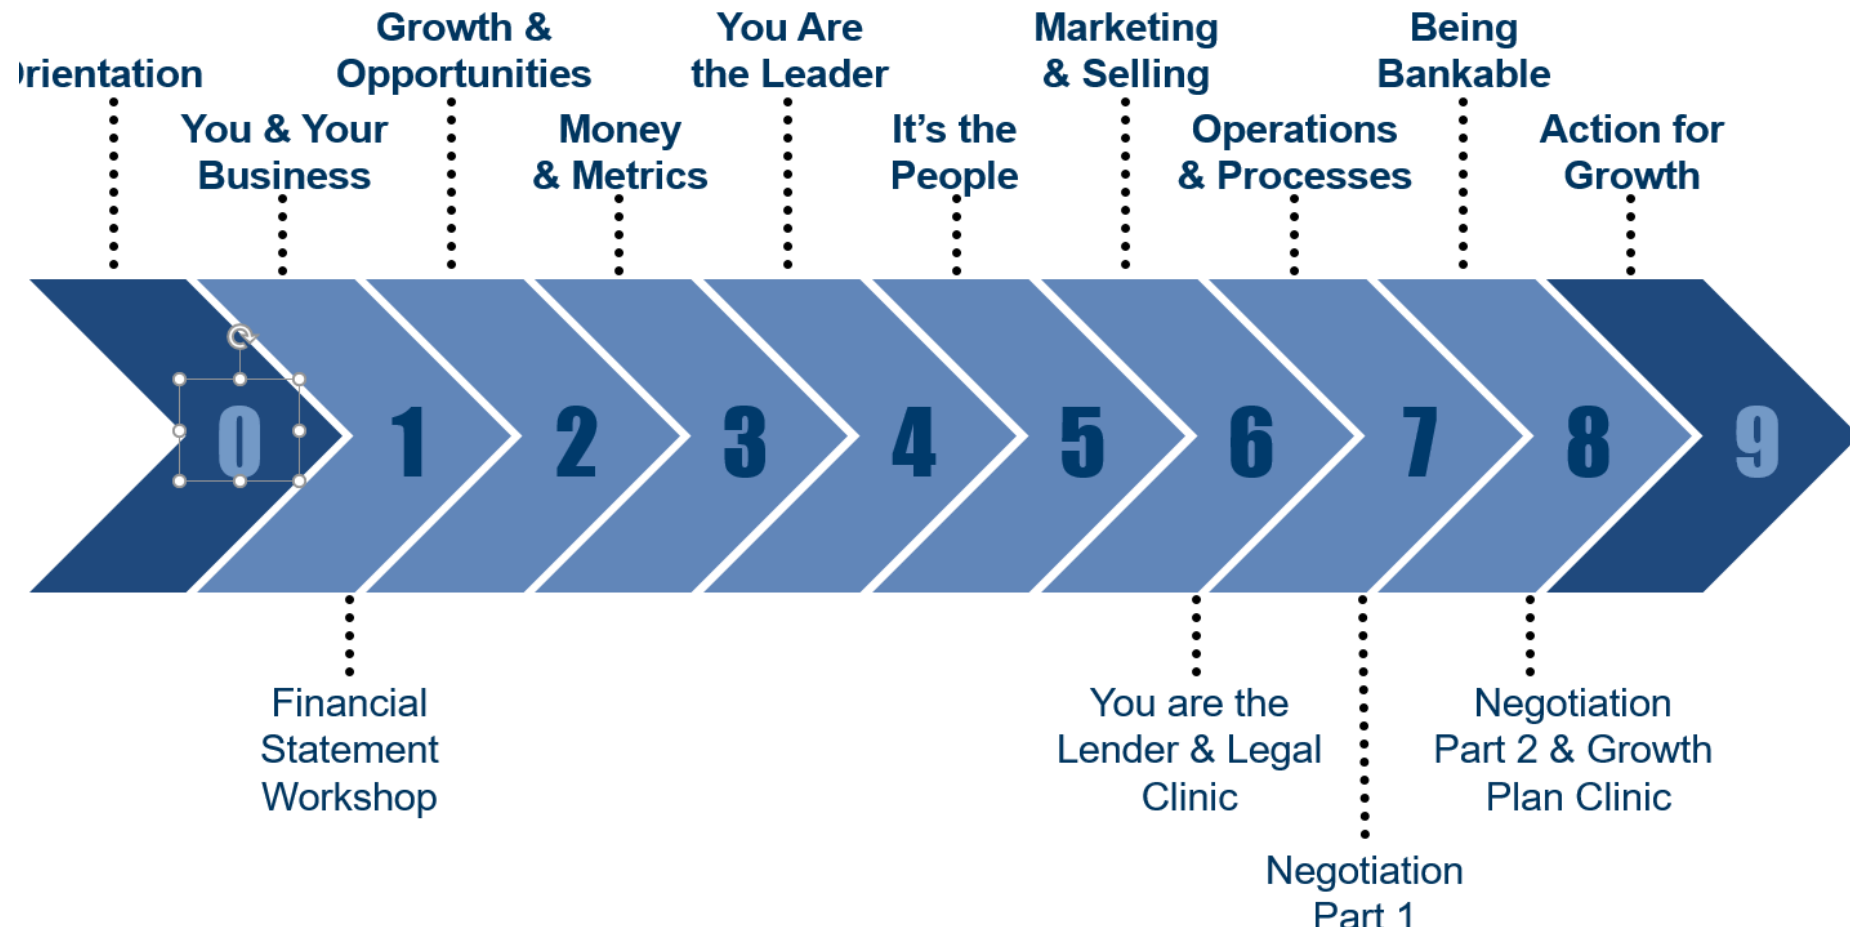 rientation
You & Your
Business
Growth &
Opportunities
Money
& Metrics
You Are
the Leader
It’s the
People
Marketing
& Selling
Operations
& Processes
Being
Bankable
Action for
Growth
0
1
2
3
4
5
6
7
8
9
Financial
Statement
Workshop
You are the
Lender & Legal
Clinic
Negotiation
Part 1
Negotiation
Part 2 & Growth
Plan Clinic